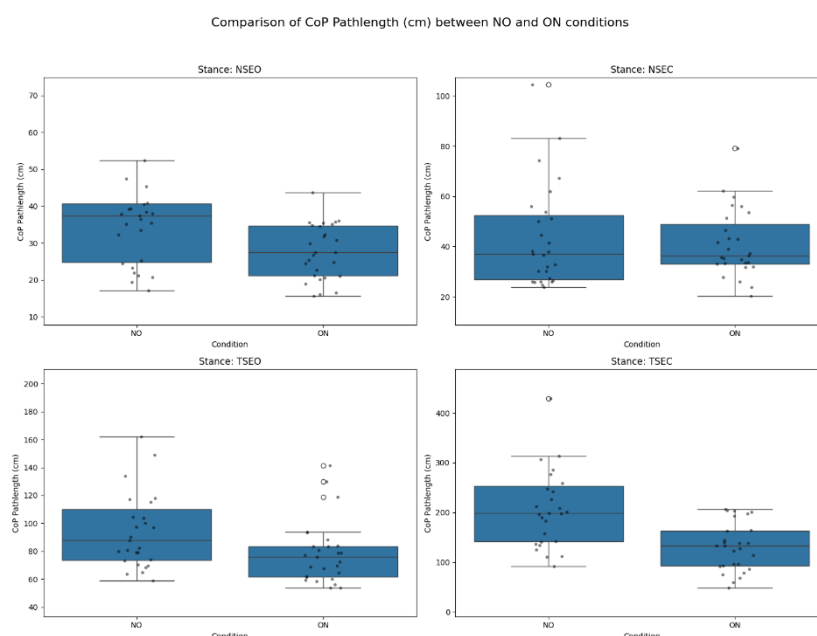 Comparison of CoP Pathlength (cm) between NO and ON conditions
Stance: NSEO
CoP Pathlength (cm)
70
60
50
40
30
20
10
NO
ON
Condition
Stance: NSEC
CoP Pathlength (cm)
100
80
60
40
20
NO
ON
Condition
Stance: TSEO
CoP Pathlength (cm)
200
180
160
140
120
100
80
60
40
NO
ON
Condition
Stance: TSEC
CoP Pathlength (cm)
400
300
200
100
0
NO
ON
Condition